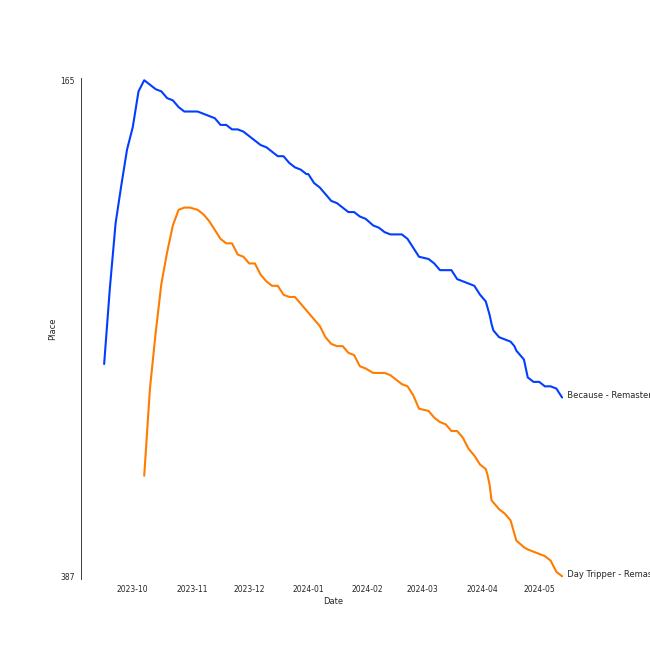 165
Place
Because - Remaster
Day Tripper - Remas
387
2023-10 2023-11 2023-12 2024-01 2024-02 2024-03 2024-04 2024-05
Date